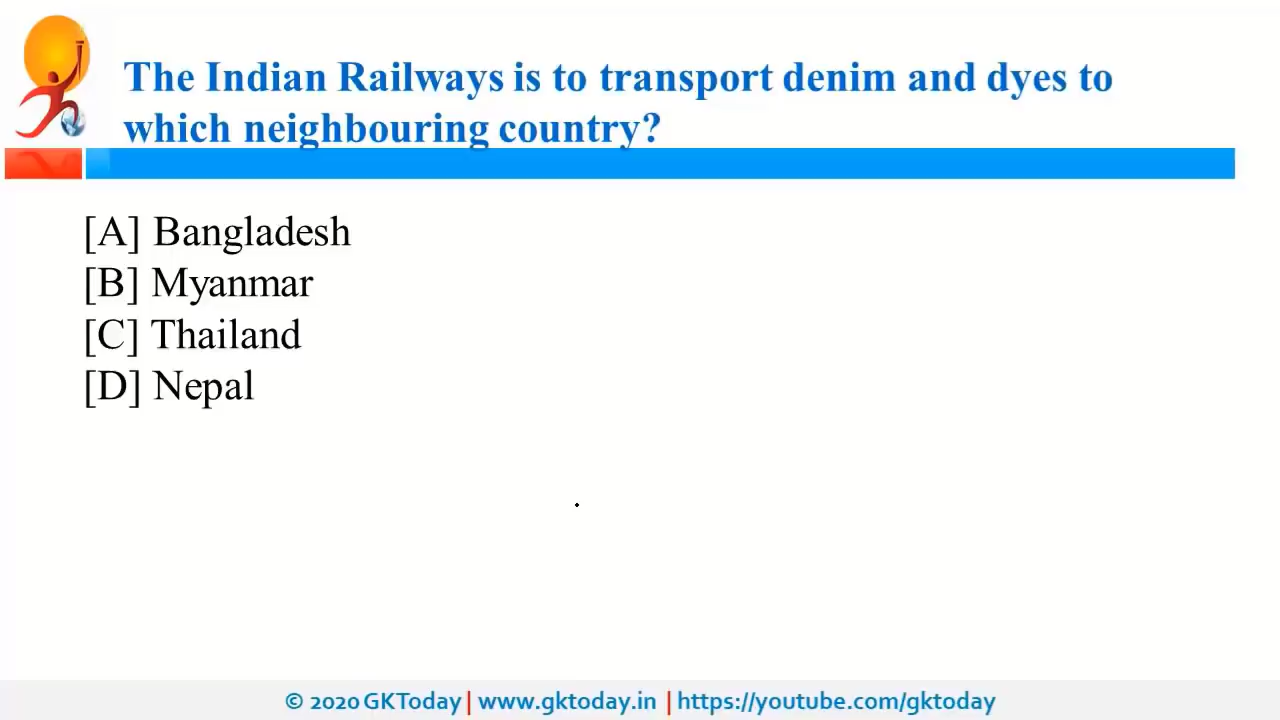 The Indian Railways is to transport denim and dyes to
which neighbouring country?
[A] Bangladesh
[B] Myanmar
[C] Thailand
[D] Nepal
© 2020 GKToday | www.gktoday.in | https://youtube.com/gktoday